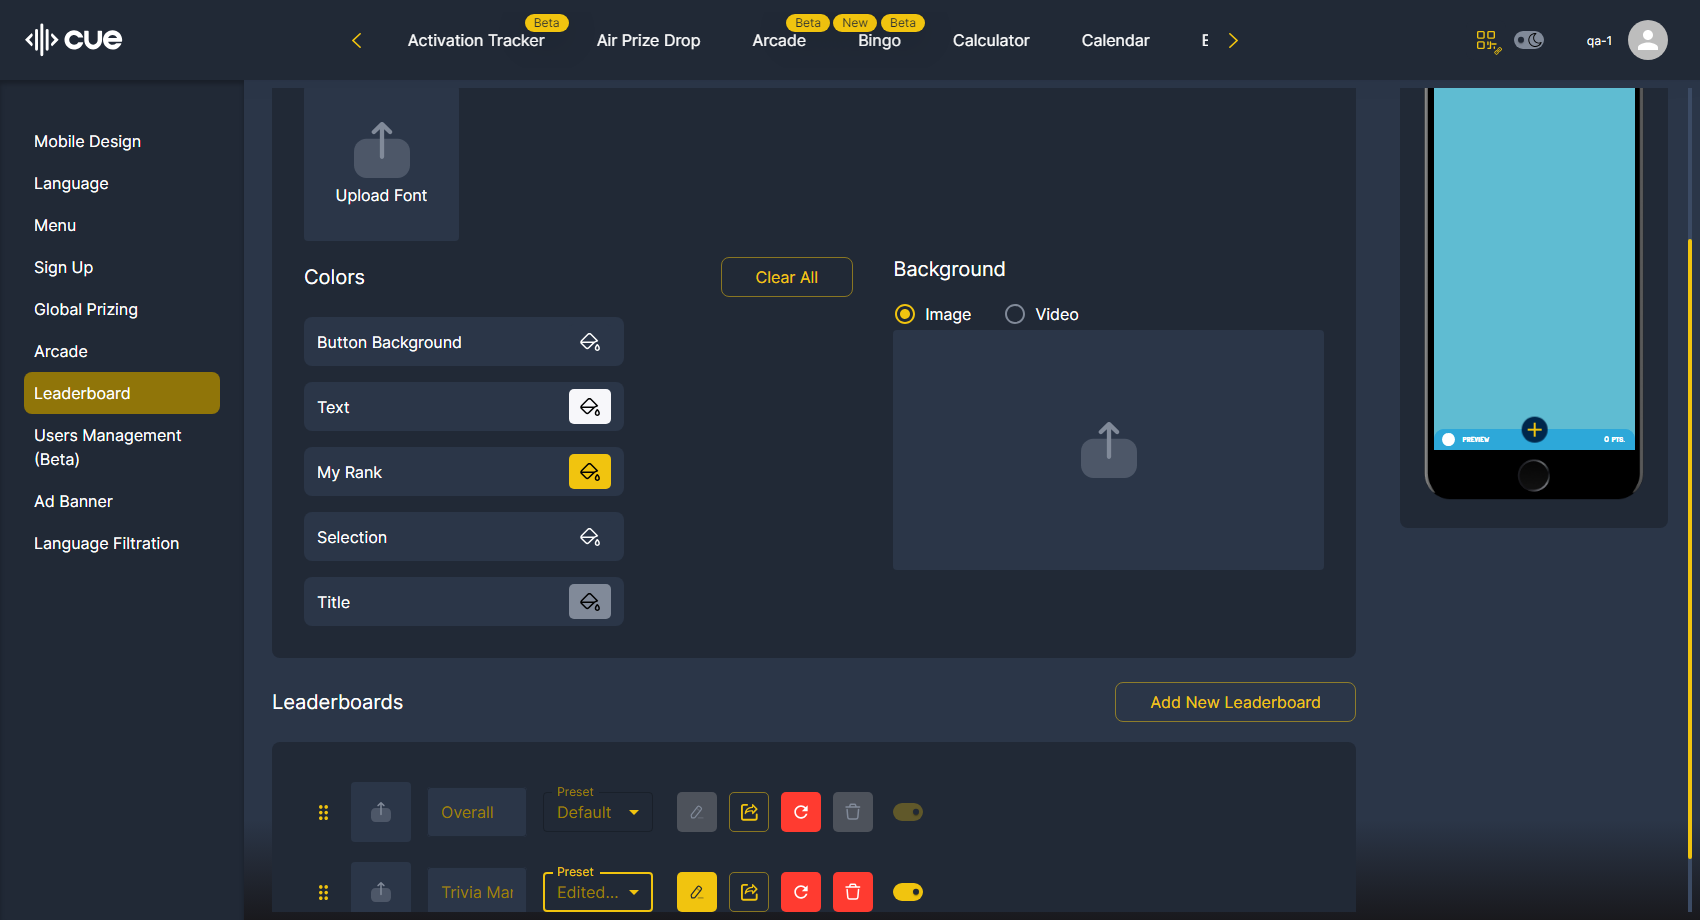 cue
Activation Tracker
Beta
Air Prize Drop
Arcade
Beta
New
Bingo
Beta
Calculator
Calendar
qa-1
Mobile Design
Language
Menu
Sign Up
Global Prizing
Arcade
Leaderboard
Users Management
(Beta)
Ad Banner
Language Filtration
Upload Font
Colors
Clear All
Button Background
Text
My Rank
Selection
Title
Background
Image
Video
PREVIEW
0 PTS.
Leaderboards
Add New Leaderboard
Overall
Preset
Default
Trivia Mar
Preset
Edited...